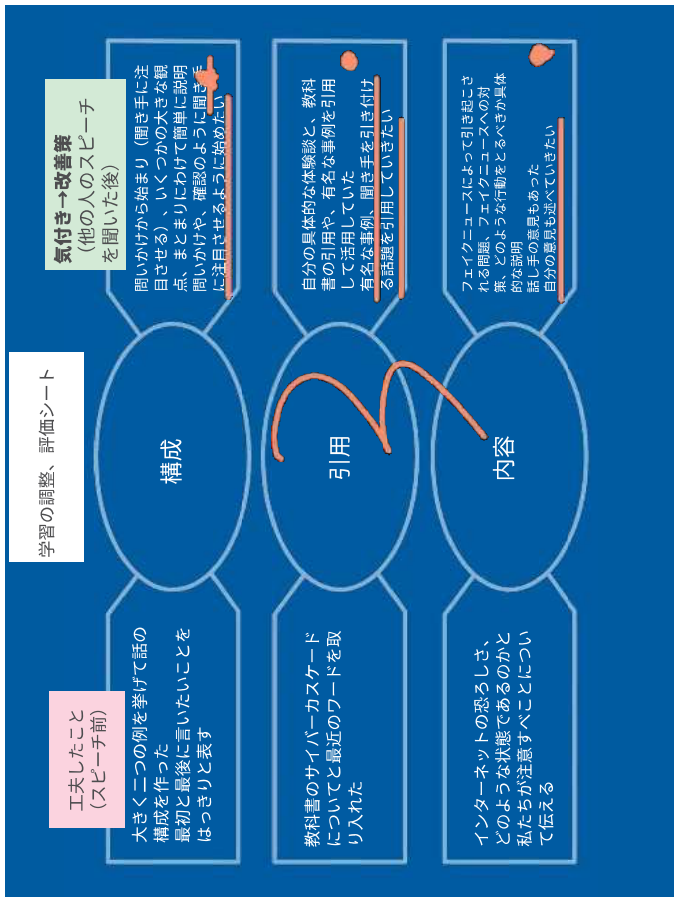 学習の調整、評価シート
工夫したこと
（スピーチ前）
気付き→改善策
（他の人のスピーチ
を聞いた後）
大きく二つの例を挙げて話の
構成を作った
最初と最後に言いたいことを
はっきりと表す
構成
問いかけから始まり（聞き手に注
目させる）、いくつかの大きな観
点、まとまりにわけて簡単に説明
問いかけや、確認のように聞き手
に注目させるように始めたい
教科書のサイバーカスケード
についてと最近のワードを取
り入れた
引用
自分の具体的な体験談と、教科
書の引用や、有名な事例を引用
して活用していた
有名な事例、聞き手を引き付け
る話題を引用していきたい
インターネットの恐ろしさ、
どのような状態であるのかと
私たちが注意すべことについ
て伝える
内容
フェイクニュースによって引き起こさ
れる問題、フェイクニュースへの対
策、どのような行動をとるべきか具体
的な説明
話し手の意見もあった
自分の意見も述べていきたい